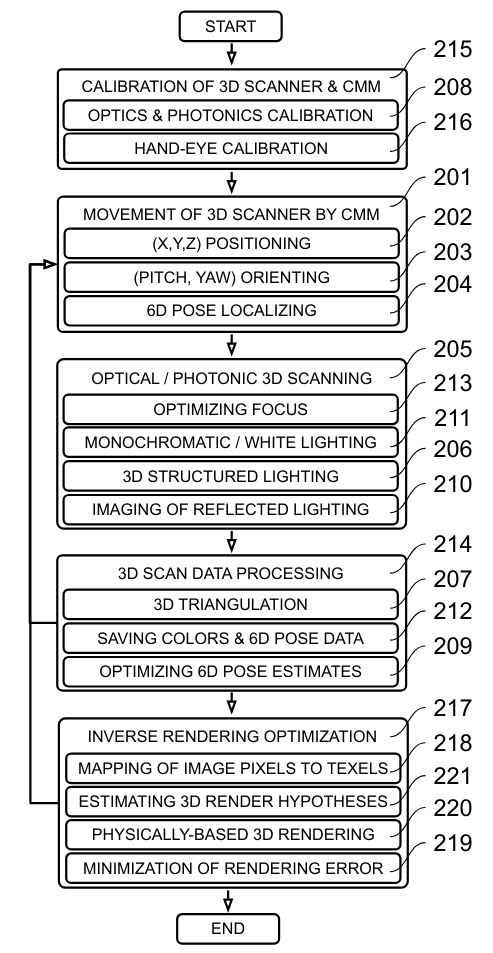 START
215
CALIBRATION OF 3D SCANNER & CMM
208
OPTICS & PHOTONICS CALIBRATION
216
HAND-EYE CALIBRATION
201
MOVEMENT OF 3D SCANNER BY CMM
202
(X,Y,Z) POSITIONING
203
(PITCH, YAW) ORIENTING
204
6D POSE LOCALIZING
205
OPTICAL / PHOTONIC 3D SCANNING
213
OPTIMIZING FOCUS
211
MONOCHROMATIC / WHITE LIGHTING
206
3D STRUCTURED LIGHTING
210
IMAGING OF REFLECTED LIGHTING
214
3D SCAN DATA PROCESSING
207
3D TRIANGULATION
212
SAVING COLORS & 6D POSE DATA
209
OPTIMIZING 6D POSE ESTIMATES
217
INVERSE RENDERING OPTIMIZATION
218
MAPPING OF IMAGE PIXELS TO TEXELS
221
ESTIMATING 3D RENDER HYPOTHESES
220
PHYSICALLY-BASED 3D RENDERING
219
MINIMIZATION OF RENDERING ERROR
END